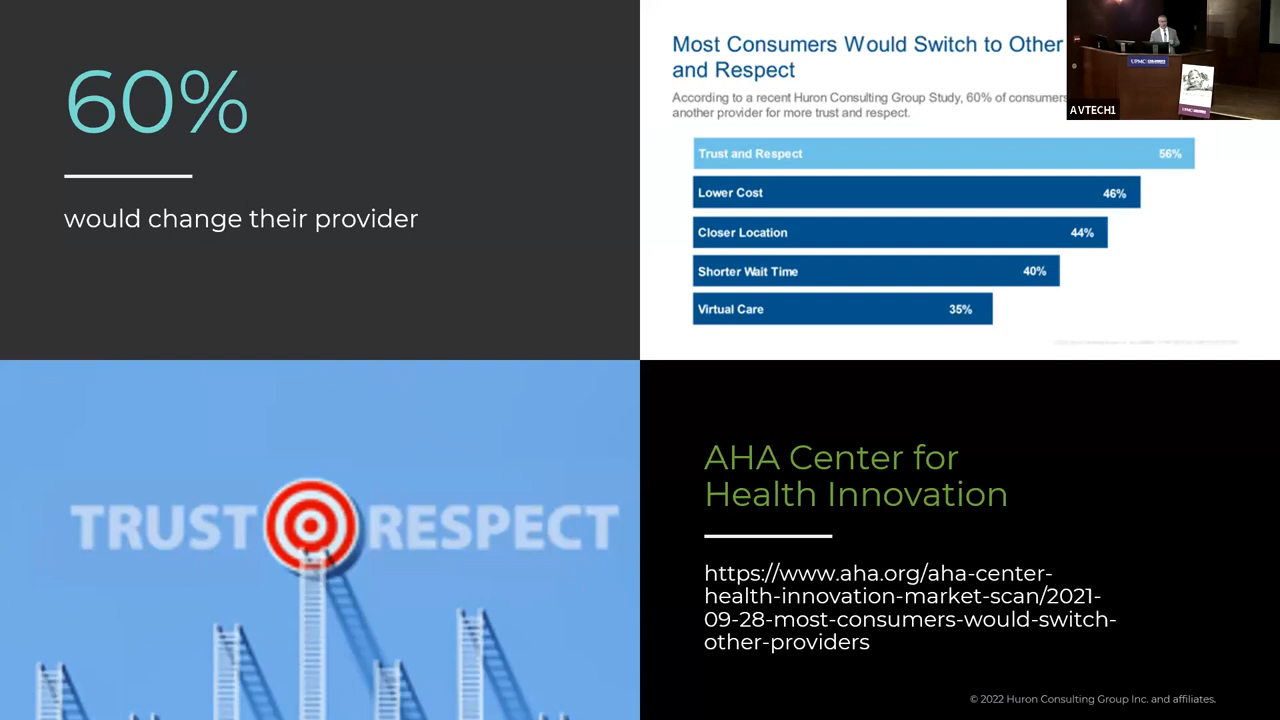 60%
would change their provider
Most Consumers Would Switch to Other
and Respect
According to a recent Huron Consulting Group Study, 60% of consumers
another provider for more trust and respect.
Trust and Respect 56%
Lower Cost 46%
Closer Location 44%
Shorter Wait Time 40%
Virtual Care 35%
UPMC
AVTECH1
UPMC
TRUST RESPECT
AHA Center for
Health Innovation
https://www.aha.org/aha-center-
health-innovation-market-scan/2021-
09-28-most-consumers-would-switch-
other-providers
© 2022 Huron Consulting Group Inc. and affiliates.